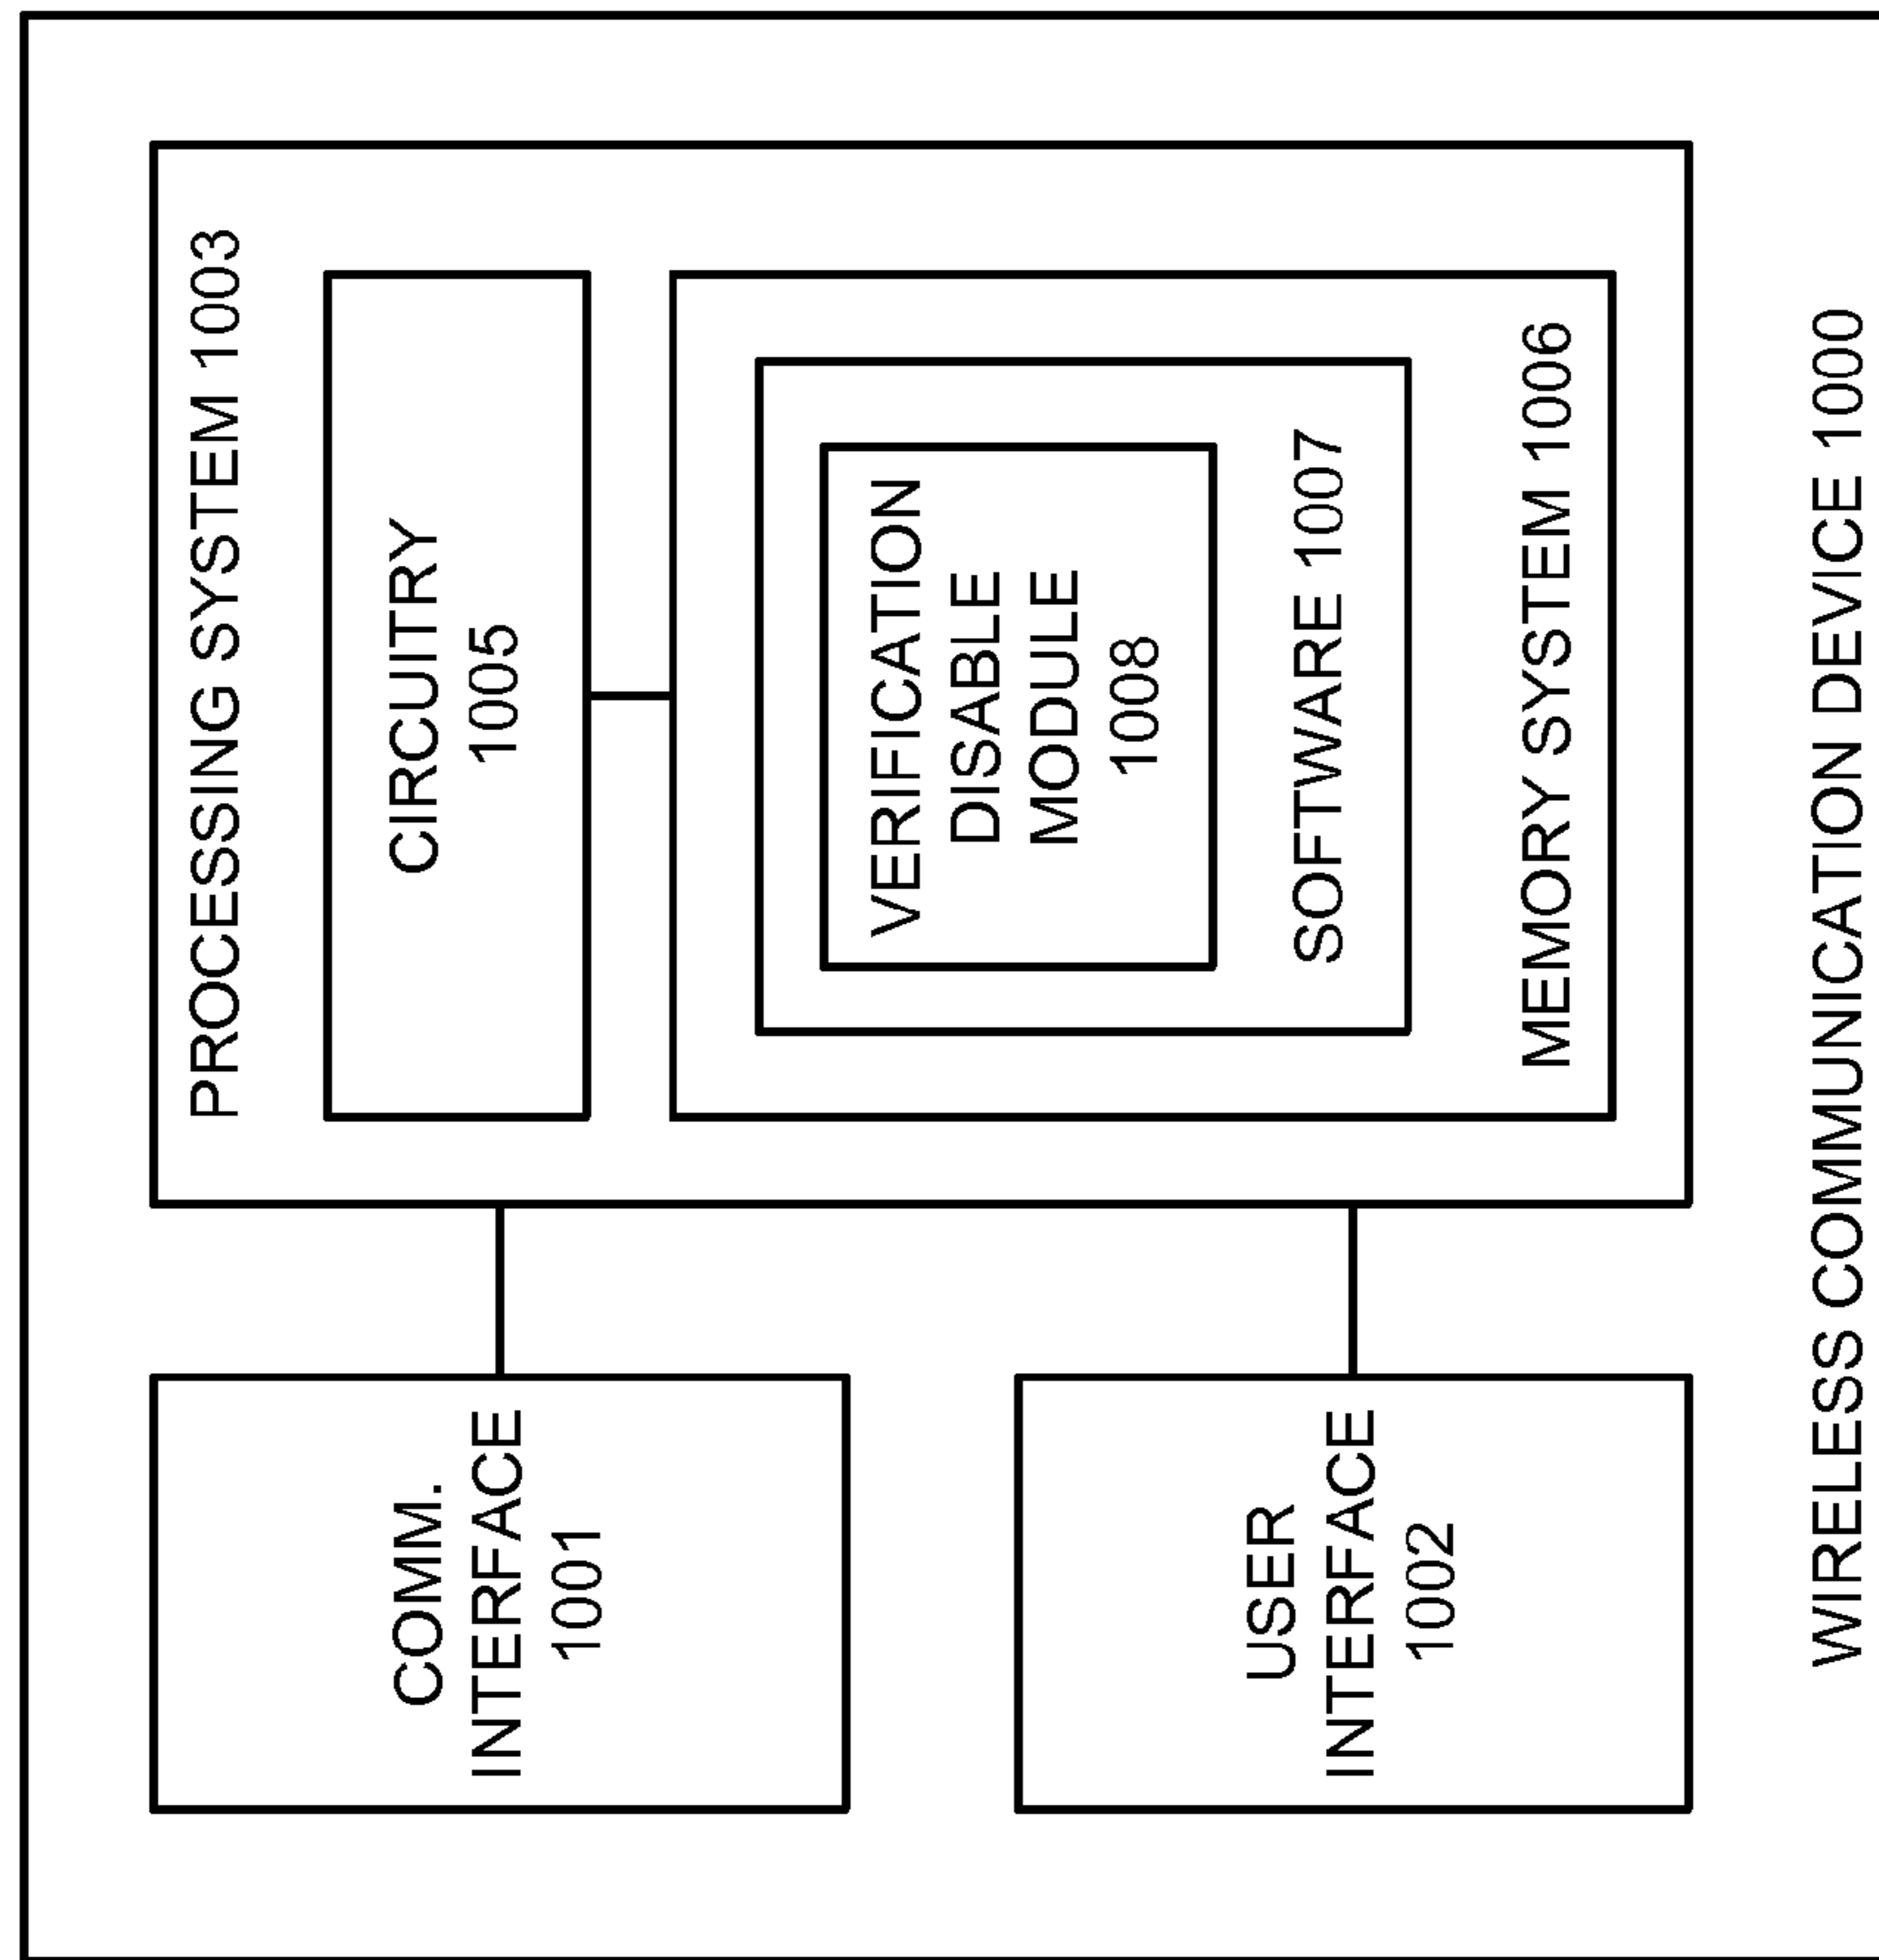 COMM.
INTERFACE
1001
USER
INTERFACE
1002
PROCESSING SYSTEM 1003
CIRCUITRY
1005
VERIFICATION
DISABLE
MODULE
1008
SOFTWARE 1007
MEMORY SYSTEM 1006
WIRELESS COMMUNICATION DEVICE 1000